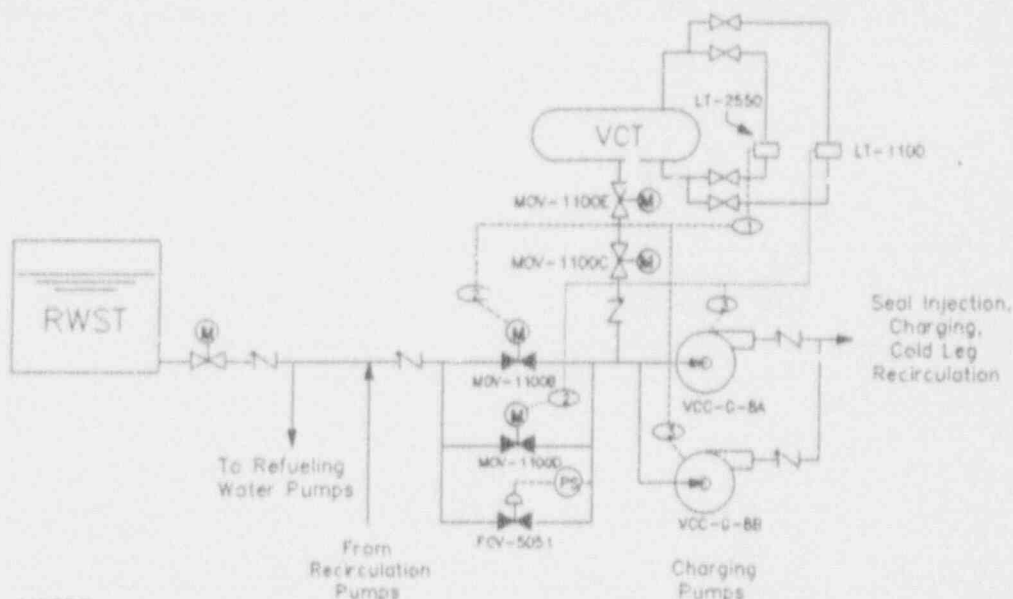 LT-2550
VCT
LT-1100
MOV-1100E
M
MOV-1100C
M
RWST
M
M
MOV-1100B
M
MOV-1100D
PS
FCV-5051
VCC-G-8A
VCC-G-8B
Seal Injection,
Charging,
Cold Leg
Recirculation
To Refueling
Water Pumps
From
Recirculation
Pumps
Charging
Pumps